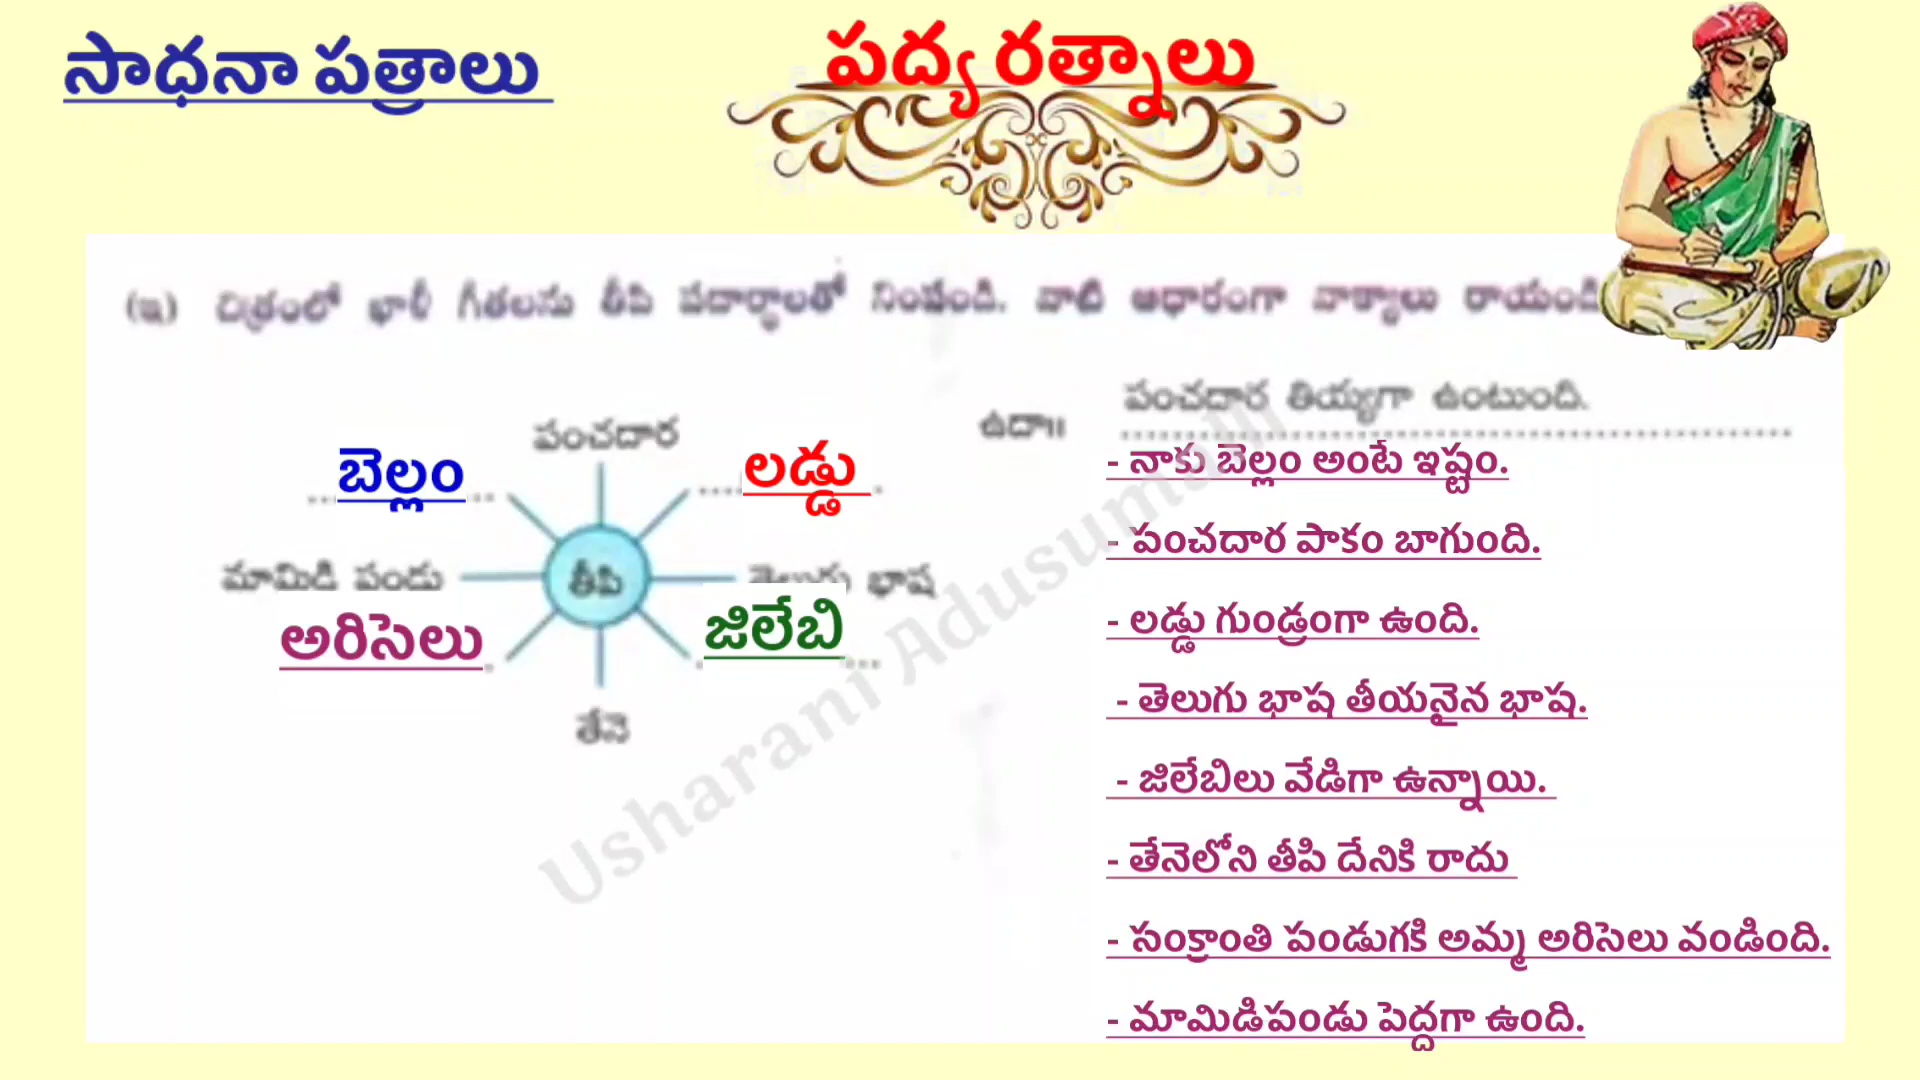 సాధనా పత్రాలు
పద్య రత్నాలు
(ఇ) చిత్రంలో ఖాళీ గీతలను తీపి పదార్థాలతో నింపండి. వాటి ఆధారంగా వాక్యాలు రాయండి
పంచదార
బెల్లం
లడ్డు
మామిడి పండు
తీపి
తెలుగు భాష
అరిసెలు
జిలేబి
తేనె
ఉదా॥ పంచదార తియ్యగా ఉంటుంది.
- నాకు బెల్లం అంటే ఇష్టం.
- పంచదార పాకం బాగుంది.
- లడ్డు గుండ్రంగా ఉంది.
- తెలుగు భాష తీయనైన భాష.
- జిలేబిలు వేడిగా ఉన్నాయి.
- తేనెలోని తీపి దేనికి రాదు
- సంక్రాంతి పండుగకి అమ్మ అరిసెలు వండింది.
- మామిడిపండు పెద్దగా ఉంది.
Usharani Adusumalli